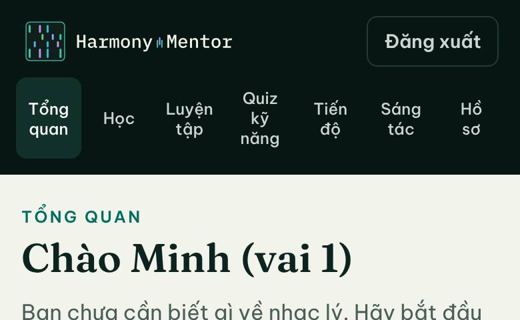 Harmony Mentor
Đăng xuất
Tổng
quan
Học
Luyện
tập
Quiz
kỹ
năng
Tiến
độ
Sáng
tác
Hồ
sơ
TỔNG QUAN
Chào Minh (vai 1)
Bạn chưa cần biết gì về nhạc lý. Hãy bắt đầu